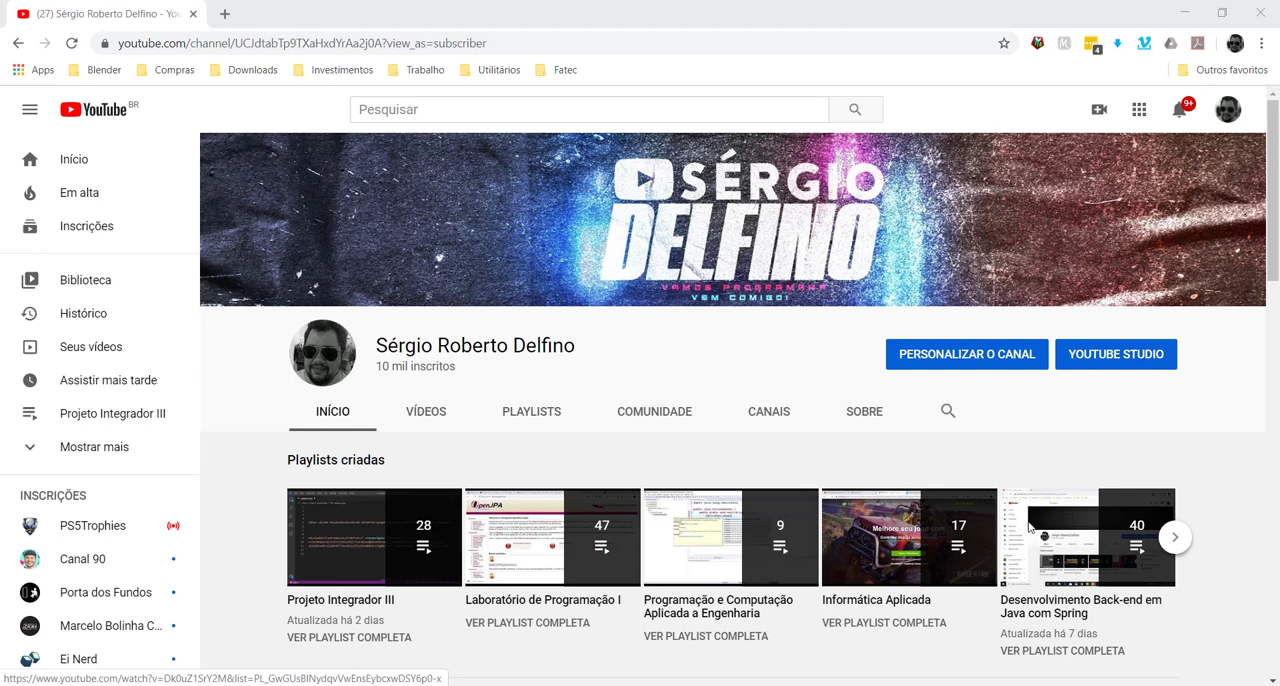 (27) Sérgio Roberto Delfino - You
youtube.com/channel/UCJdtabTp9TXaHxdYrAa2j0A?view_as=subscriber
4
Apps
Blender
Compras
Downloads
Investimentos
Trabalho
Utilitários
Fatec
Outros favoritos
YouTube BR
Pesquisar
9+
Início
Em alta
Inscrições
Biblioteca
Histórico
Seus vídeos
Assistir mais tarde
Projeto Integrador III
Mostrar mais
INSCRIÇÕES
PS5Trophies
Canal 90
Porta dos Fundos
Marcelo Bolinha C...
Ei Nerd
SÉRGIO
DELFINO
VAMOS PROGRAMAR
VEM COMIGO!
Sérgio Roberto Delfino
10 mil inscritos
PERSONALIZAR O CANAL
YOUTUBE STUDIO
INÍCIO
VÍDEOS
PLAYLISTS
COMUNIDADE
CANAIS
SOBRE
Playlists criadas
28
Projeto Integrador III
Atualizada há 2 dias
VER PLAYLIST COMPLETA
47
Laboratório de Programação I
VER PLAYLIST COMPLETA
9
Programação e Computação
Aplicada a Engenharia
VER PLAYLIST COMPLETA
17
Informática Aplicada
VER PLAYLIST COMPLETA
40
Desenvolvimento Back-end em
Java com Spring
Atualizada há 7 dias
VER PLAYLIST COMPLETA
https://www.youtube.com/watch?v=Dk0uZ1SrY2M&list=PL_GwGUsBINydqvVwEnsEybcxwDSY6p0-x